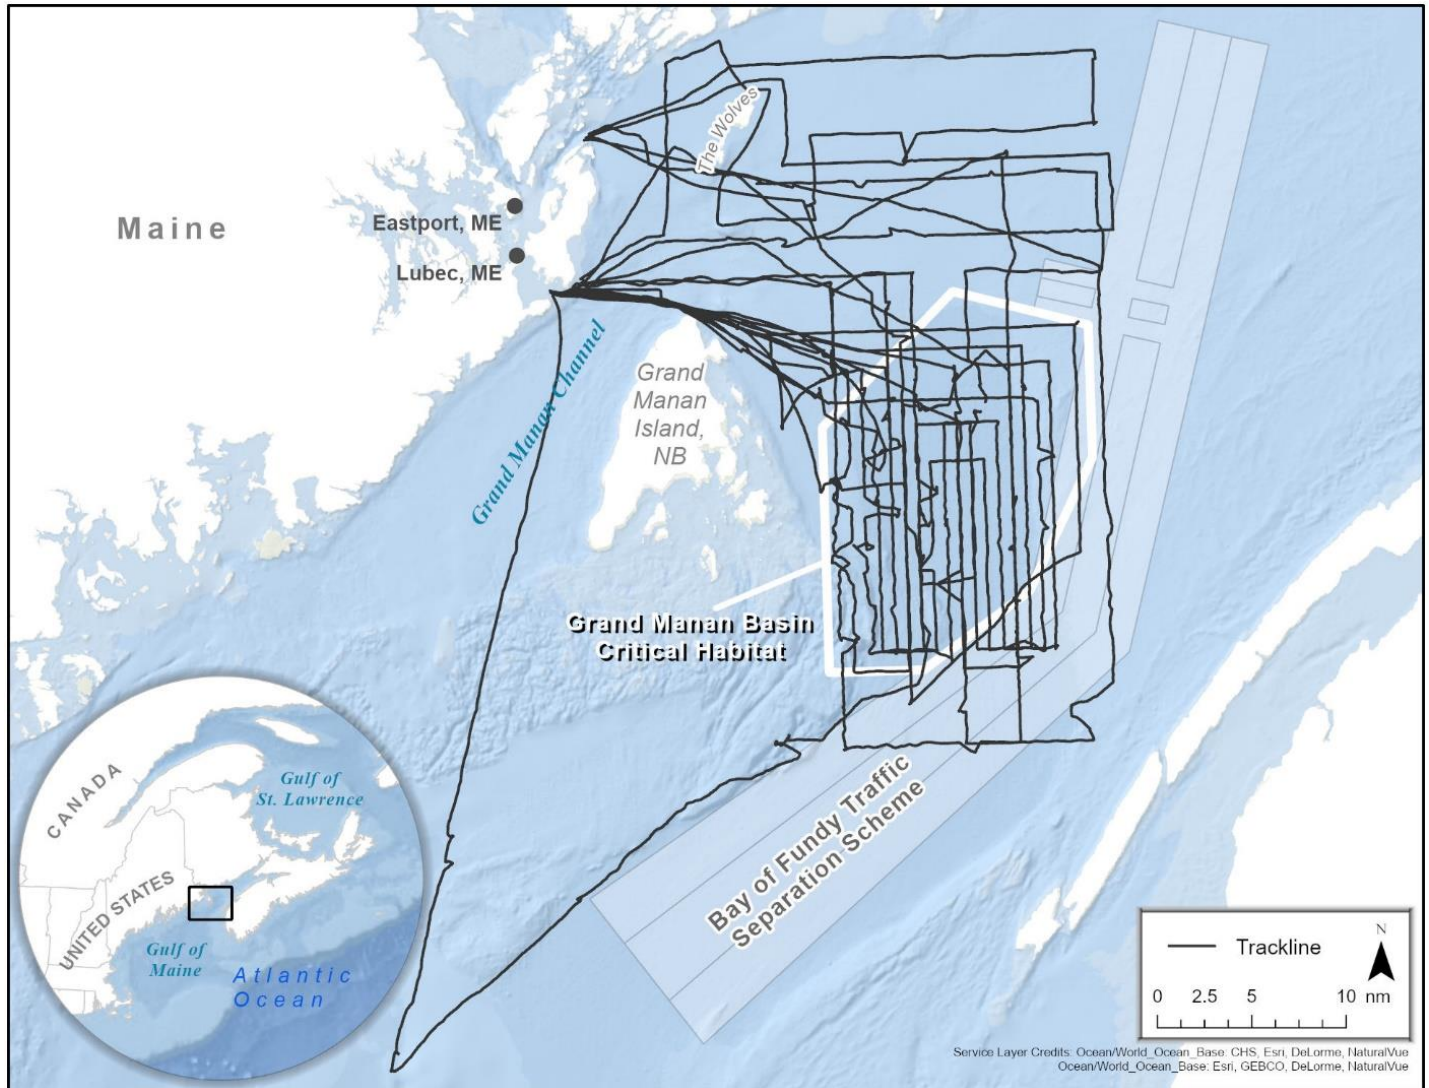 The Wolves
Maine
Eastport, ME
Lubec, ME
Grand Manan Channel
Grand
Manan
Island,
NB
Grand Manan Basin
Critical Habitat
Bay of Fundy Traffic
Separation Scheme
CANADA
Gulf of
St. Lawrence
UNITED STATES
Gulf of
Maine
Atlantic
Ocean
Trackline
N
0 2.5 5 10 nm
Service Layer Credits: Ocean/World_Ocean_Base: CHS, Esri, DeLorme, NaturalVue
Ocean/World_Ocean_Base: Esri, GEBCO, DeLorme, NaturalVue